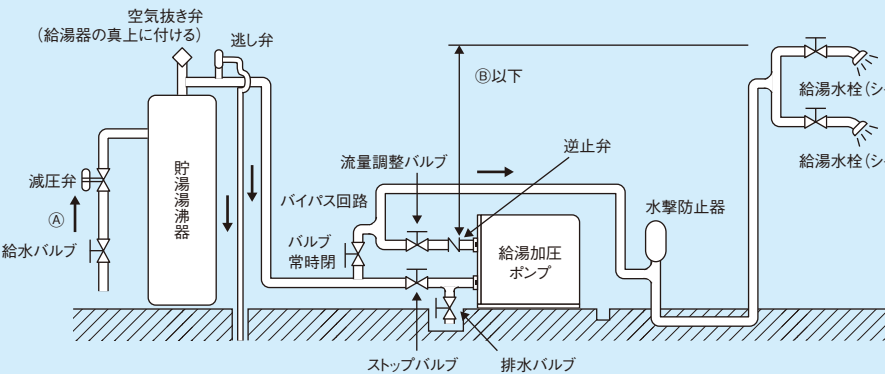 空気抜き弁
(給湯器の真上に付ける)
逃し弁
Ⓑ以下
給湯水栓(シ
給湯水栓(シ
減圧弁
Ⓐ
給水バルブ
貯湯湯沸器
流量調整バルブ
逆止弁
バイパス回路
バルブ
常時閉
給湯加圧
ポンプ
水撃防止器
ストップバルブ
排水バルブ